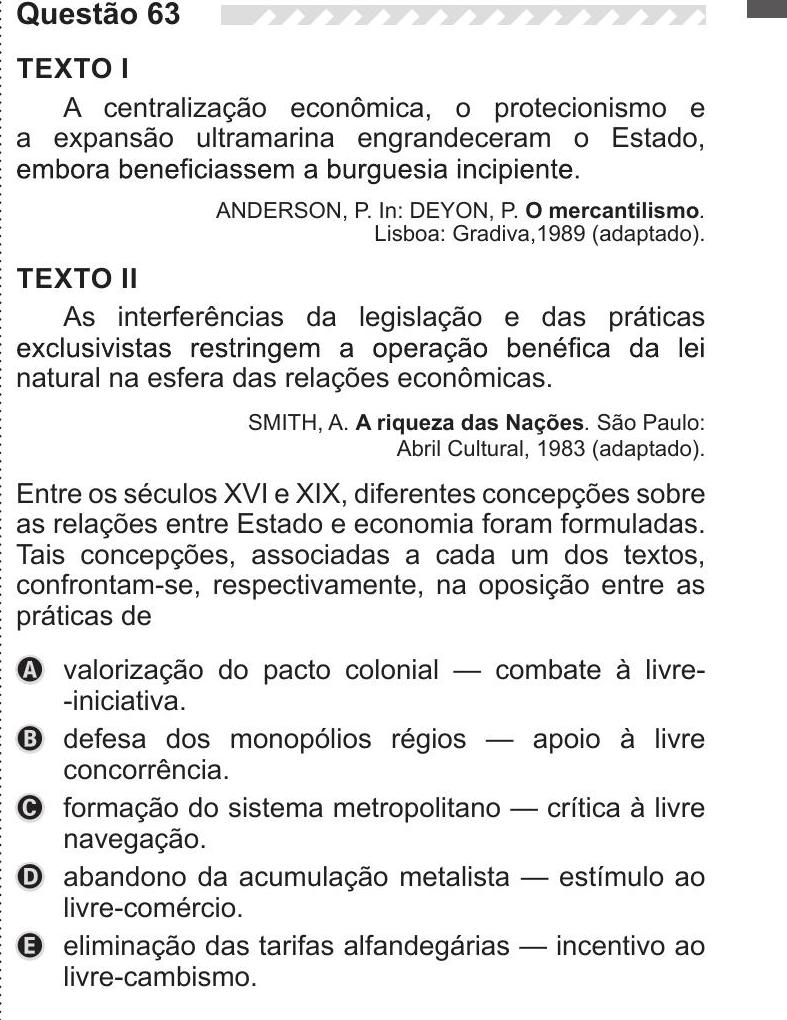 Questão 63
TEXTO I
A centralização econômica, o protecionismo e
a expansão ultramarina engrandeceram o Estado,
embora beneficiassem a burguesia incipiente.
ANDERSON, P. In: DEYON, P. O mercantilismo.
Lisboa: Gradiva,1989 (adaptado).
TEXTO II
As interferências da legislação e das práticas
exclusivistas restringem a operação benéfica da lei
natural na esfera das relações econômicas.
SMITH, A. A riqueza das Nações. São Paulo:
Abril Cultural, 1983 (adaptado).
Entre os séculos XVI e XIX, diferentes concepções sobre
as relações entre Estado e economia foram formuladas.
Tais concepções, associadas a cada um dos textos,
confrontam-se, respectivamente, na oposição entre as
práticas de
A valorização do pacto colonial — combate à livre-
-iniciativa.
B defesa dos monopólios régios — apoio à livre
concorrência.
C formação do sistema metropolitano — crítica à livre
navegação.
D abandono da acumulação metalista — estímulo ao
livre-comércio.
E eliminação das tarifas alfandegárias — incentivo ao
livre-cambismo.